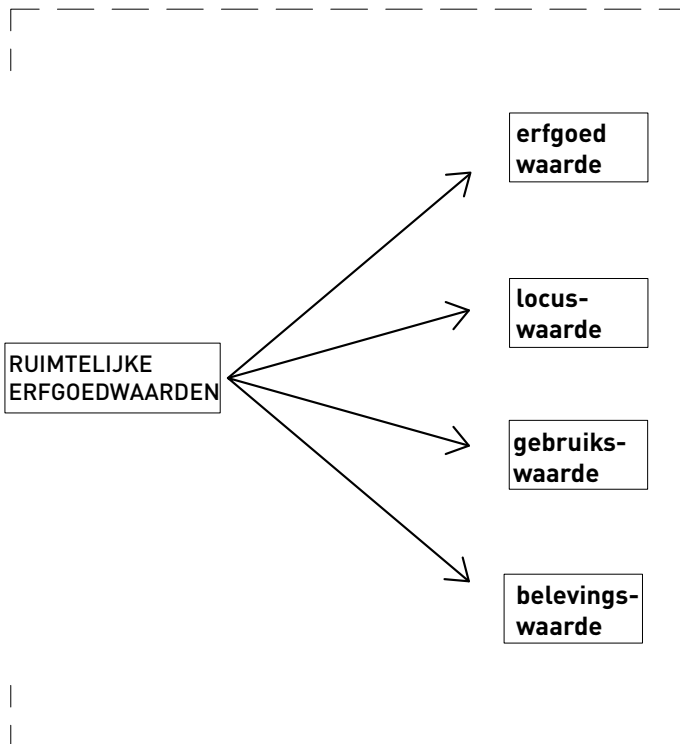 erfgoed
waarde
locus-
waarde
RUIMTELIJKE
ERFGOEDWAARDEN
gebruiks-
waarde
belevings-
waarde